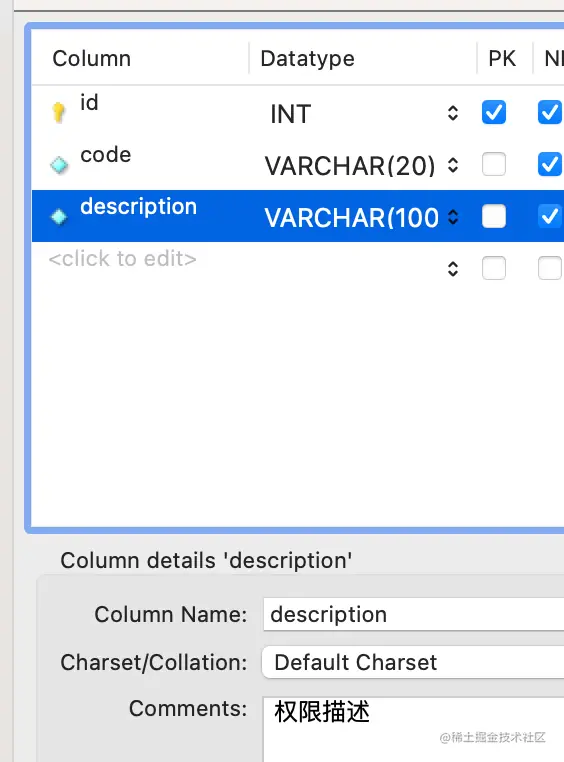 Column Datatype PK
id INT
code VARCHAR(20)
description VARCHAR(100
<click to edit>
Column details 'description'
Column Name: description
Charset/Collation: Default Charset
Comments: 权限描述
@稀土掘金技术社区